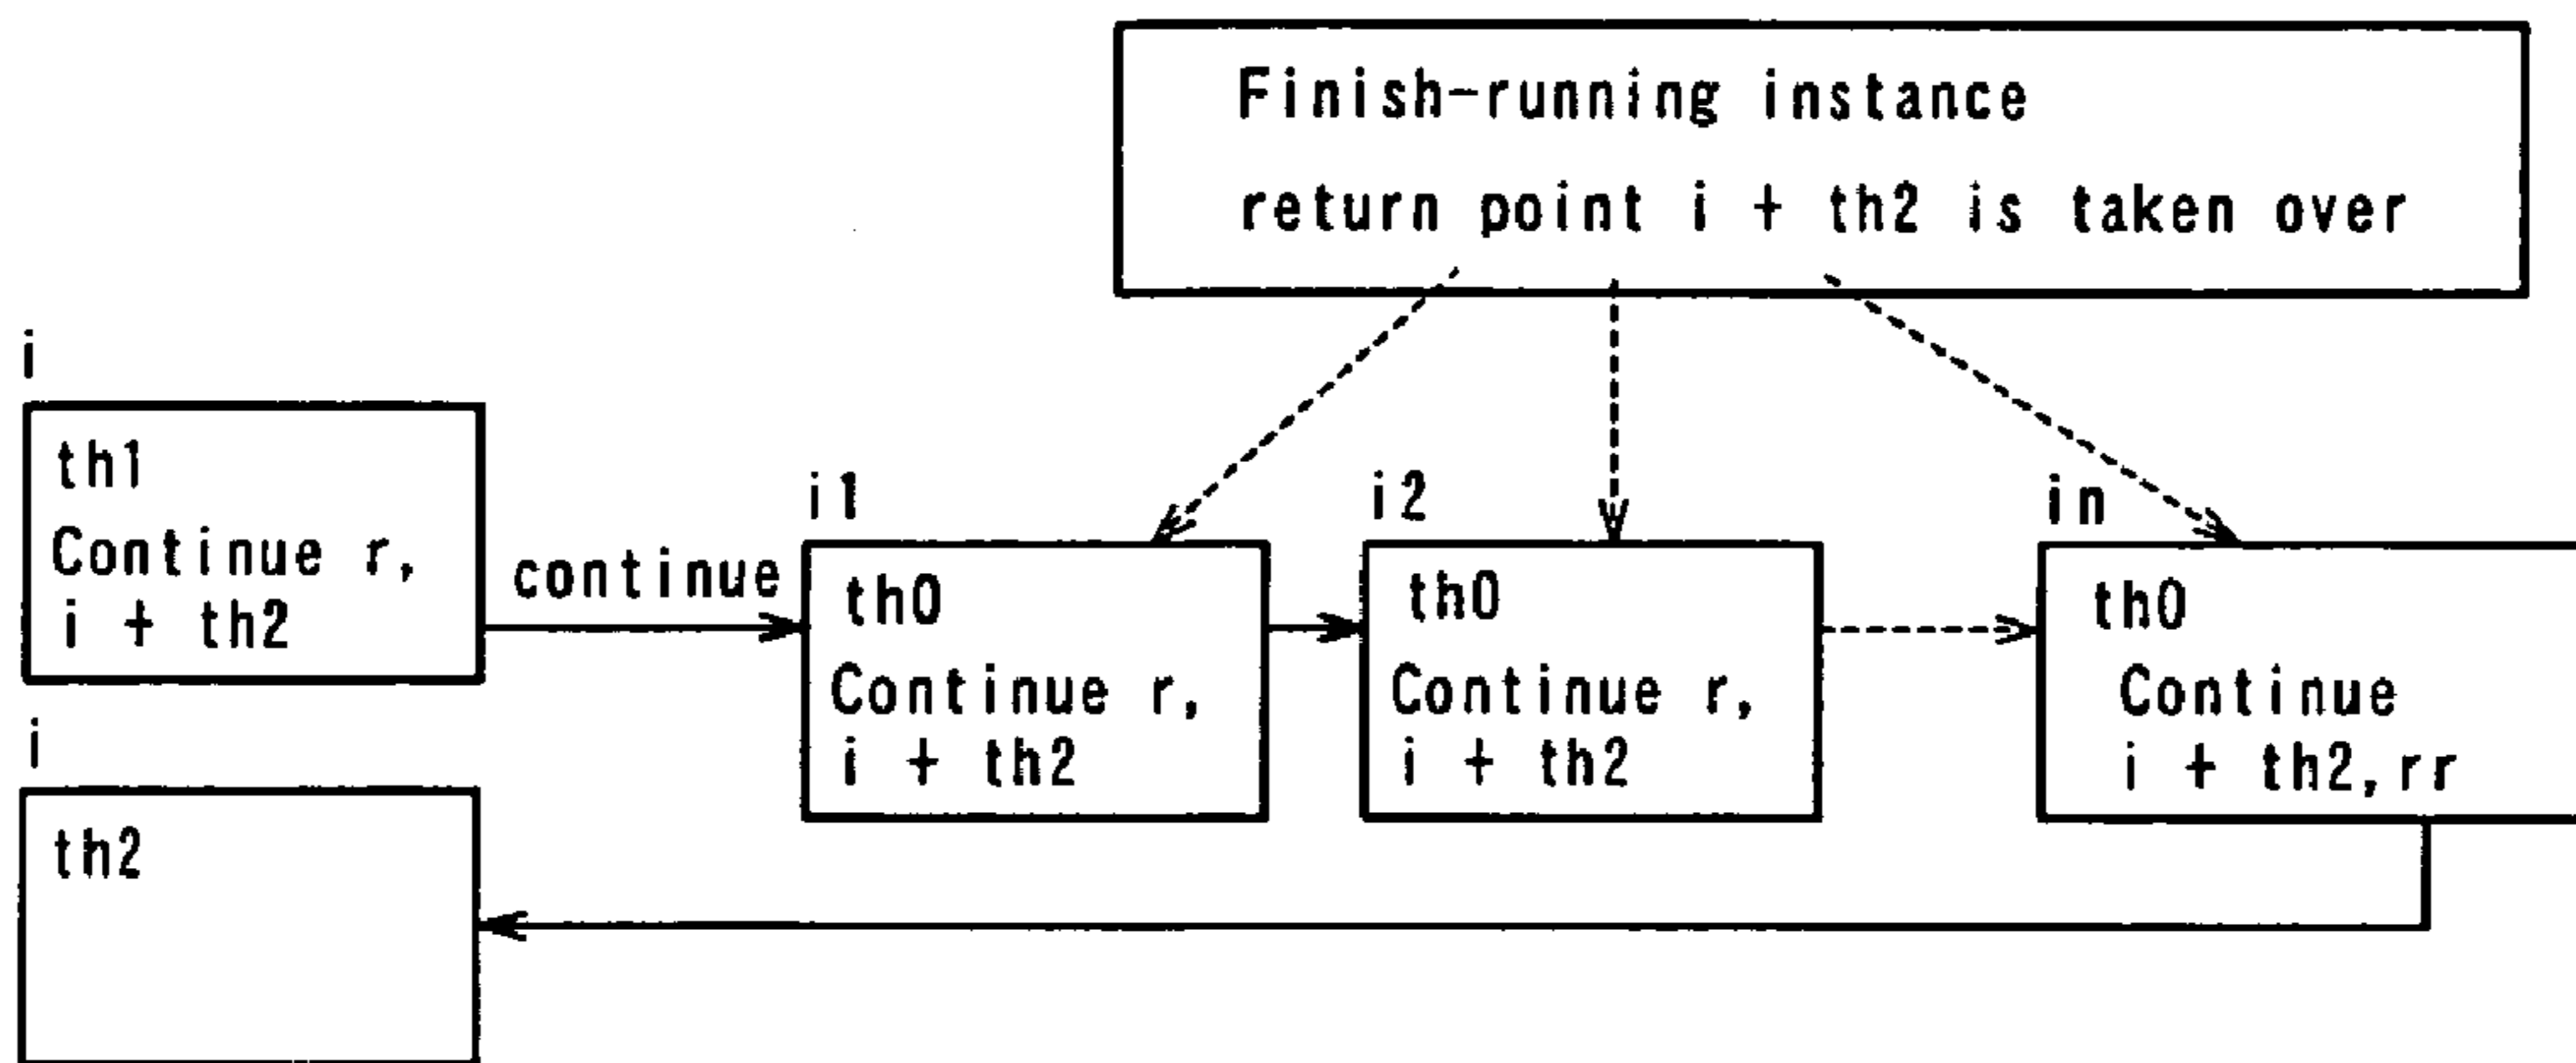 Finish-running instance
return point i + th2 is taken over
i
th1
Continue r,
i + th2
continue
i1
th0
Continue r,
i + th2
i2
th0
Continue r,
i + th2
in
th0
Continue
i + th2,rr
i
th2